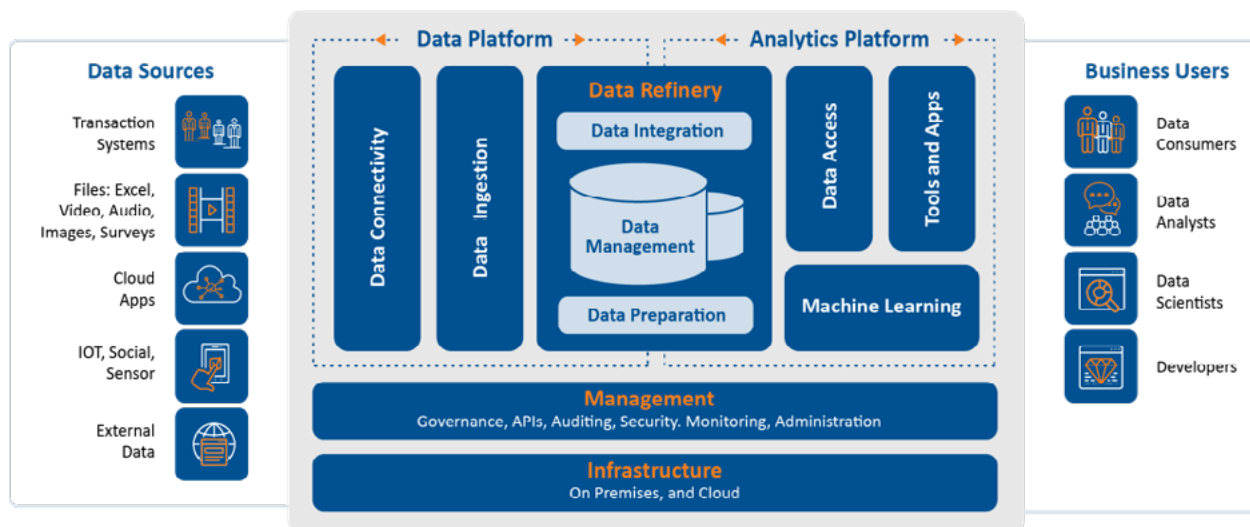 Data Platform
Analytics Platform
Data Sources
Transaction
Systems
Files: Excel,
Video, Audio,
Images, Surveys
Cloud
Apps
IOT, Social,
Sensor
External
Data
Data Connectivity
Data Ingestion
Data Refinery
Data Integration
Data
Management
Data Preparation
Data Access
Tools and Apps
Machine Learning
Management
Governance, APIs, Auditing, Security. Monitoring, Administration
Infrastructure
On Premises, and Cloud
Business Users
Data
Consumers
Data
Analysts
Data
Scientists
Developers